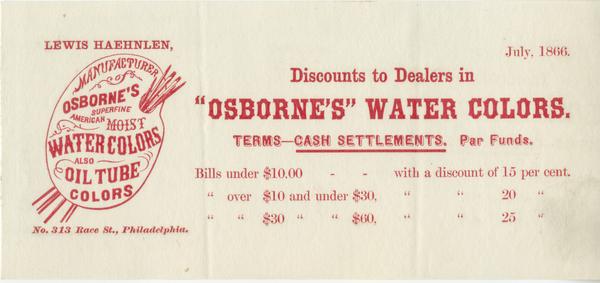 LEWIS HAEHNLEN,
MANUFACTURER
of
OSBORNE'S
SUPERFINE
AMERICAN MOIST
WATER COLORS
ALSO
OIL TUBE
COLORS
No. 313 Race St., Philadelphia.
July, 1866.
Discounts to Dealers in
"OSBORNE'S" WATER COLORS.
TERMS—CASH SETTLEMENTS. Par Funds.
Bills under $10.00 - - with a discount of 15 per cent.
" over $10 and under $30, " " 20 "
" " $30 " " $60, " " 25 "